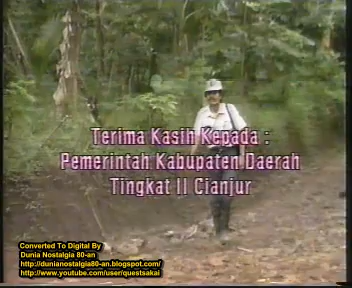 Terima Kasih Kepada :
Pemerintah Kabupaten Daerah
Tingkat II Cianjur
Converted To Digital By
Dunia Nostalgia 80-an
http://dunianostalgia80-an.blogspot.com/
http://www.youtube.com/user/questsakai